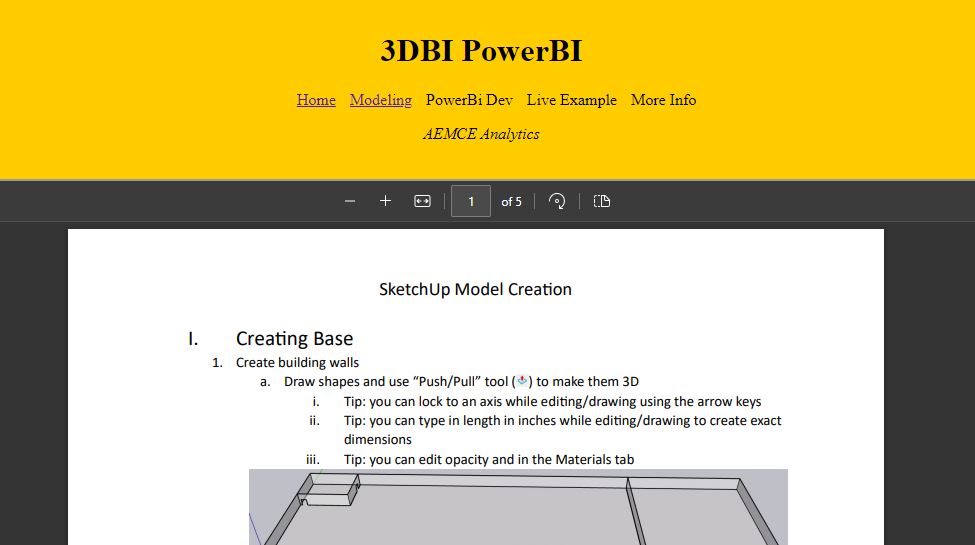 3DBI PowerBI
Home Modeling PowerBi Dev Live Example More Info
AEMCE Analytics
1 of 5
SketchUp Model Creation
I. Creating Base
1. Create building walls
a. Draw shapes and use “Push/Pull” tool ( ) to make them 3D
i. Tip: you can lock to an axis while editing/drawing using the arrow keys
ii. Tip: you can type in length in inches while editing/drawing to create exact
dimensions
iii. Tip: you can edit opacity and in the Materials tab